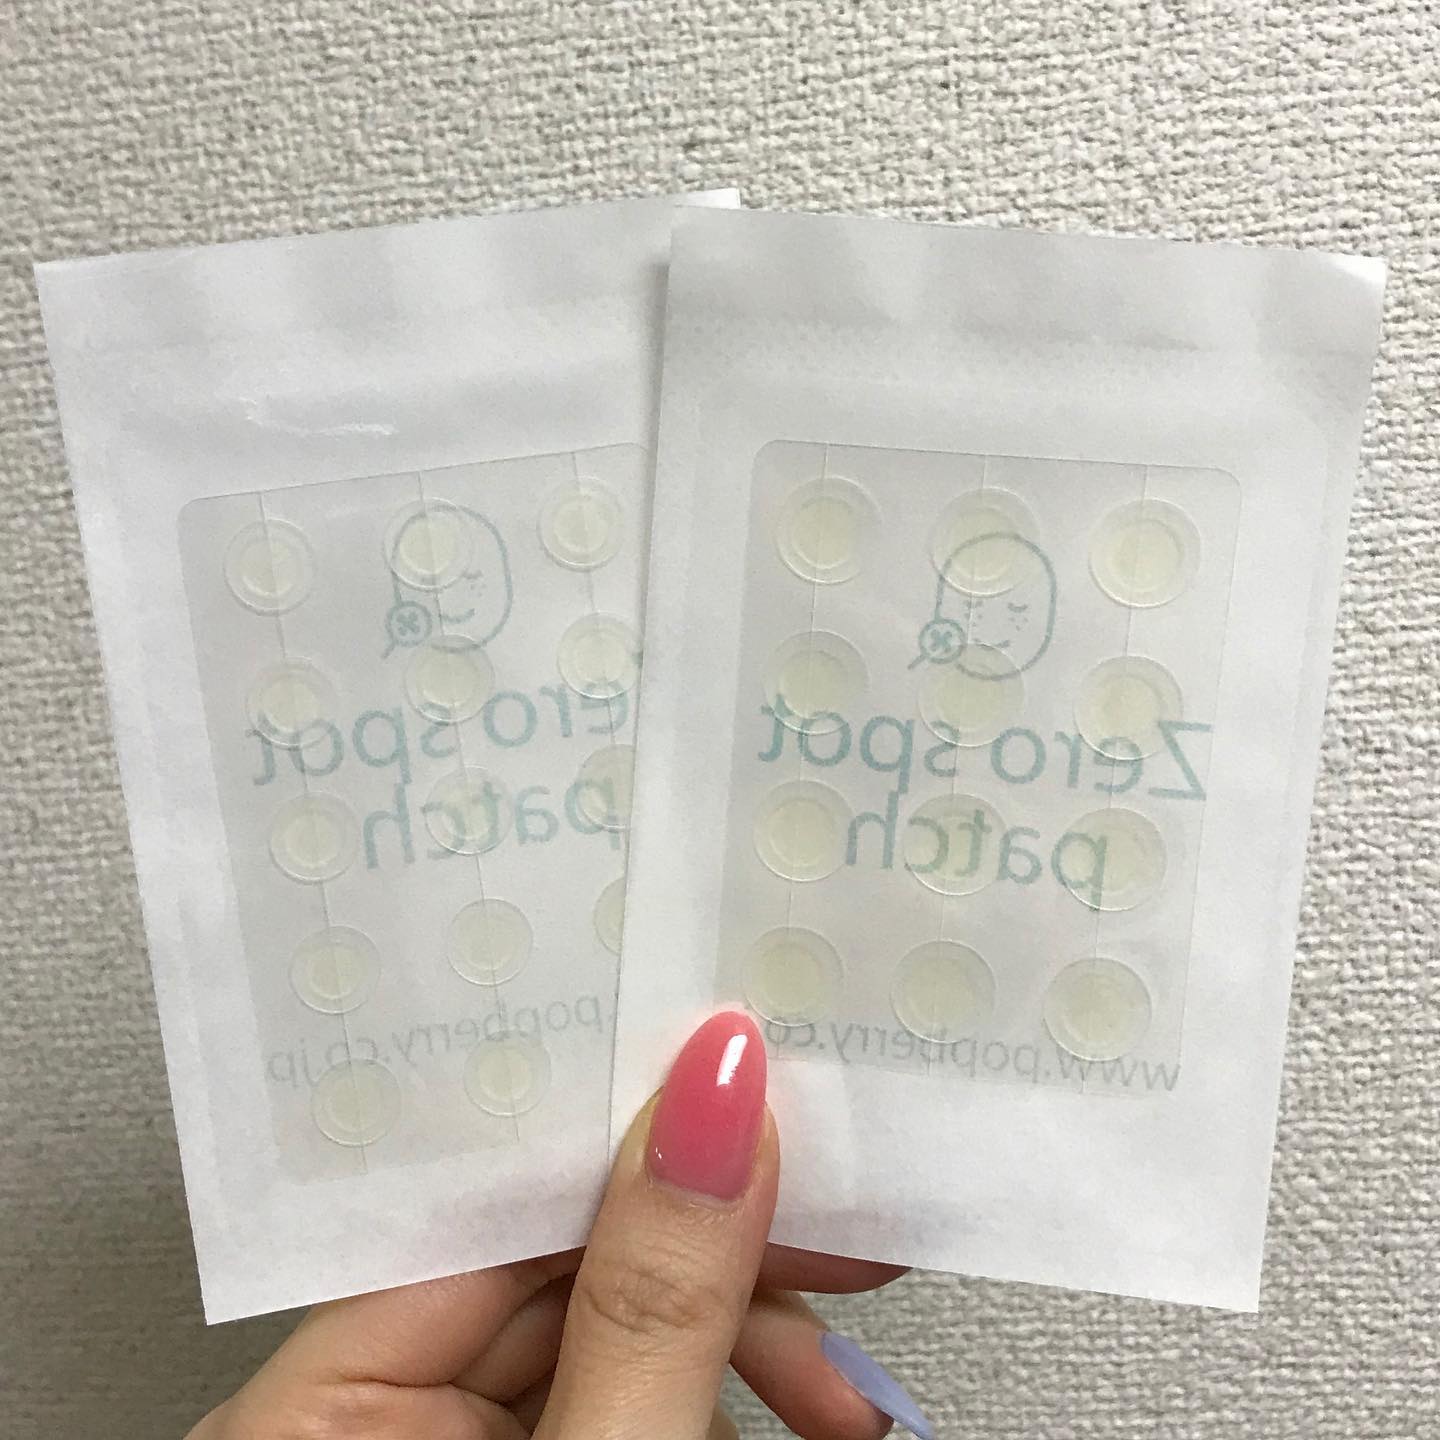 Zero spot
patch
www.popberry.co
ero spot
patch
.popberry.co.jp